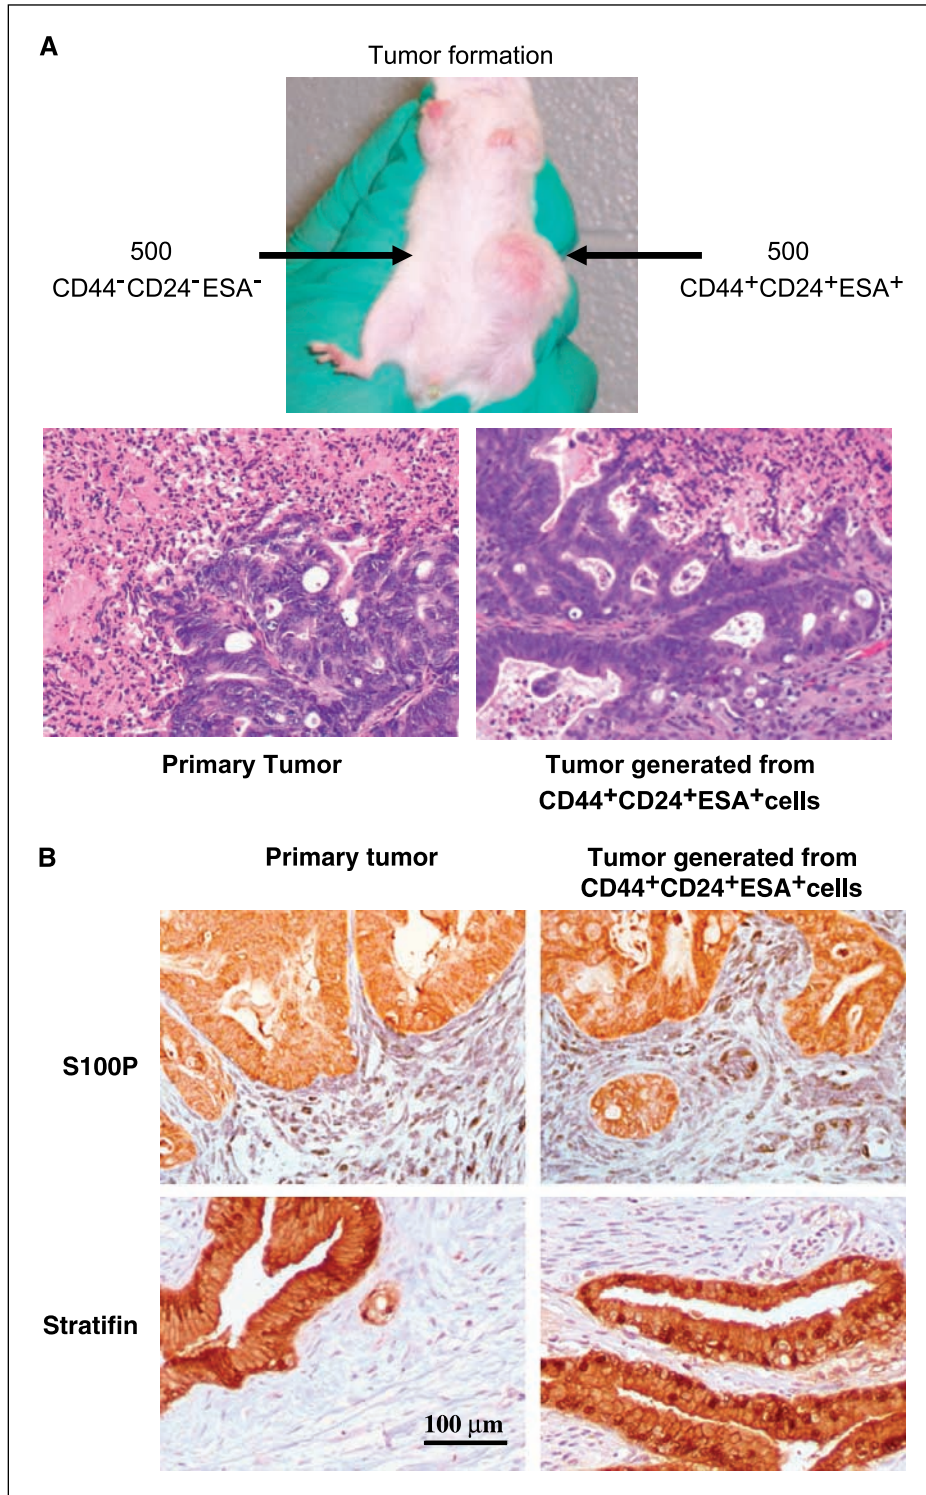 A
Tumor formation
500
CD44-CD24-ESA-
500
CD44+CD24+ESA+
Primary Tumor
Tumor generated from
CD44+CD24+ESA+cells
B
Primary tumor
Tumor generated from
CD44+CD24+ESA+cells
S100P
Stratifin
100 µm